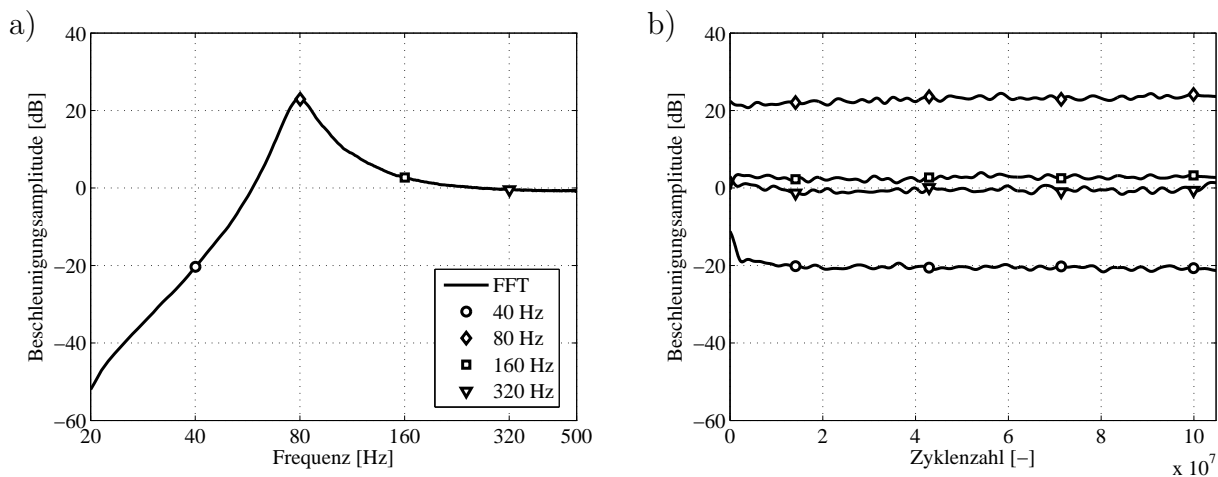 a)
40
20
0
−20
−40
−60
Beschleunigungsamplitude [dB]
20
40
80
160
320
500
Frequenz [Hz]
FFT
40 Hz
80 Hz
160 Hz
320 Hz
b)
40
20
0
−20
−40
−60
Beschleunigungsamplitude [dB]
0
2
4
6
8
10
x 10^7
Zyklenzahl [−]